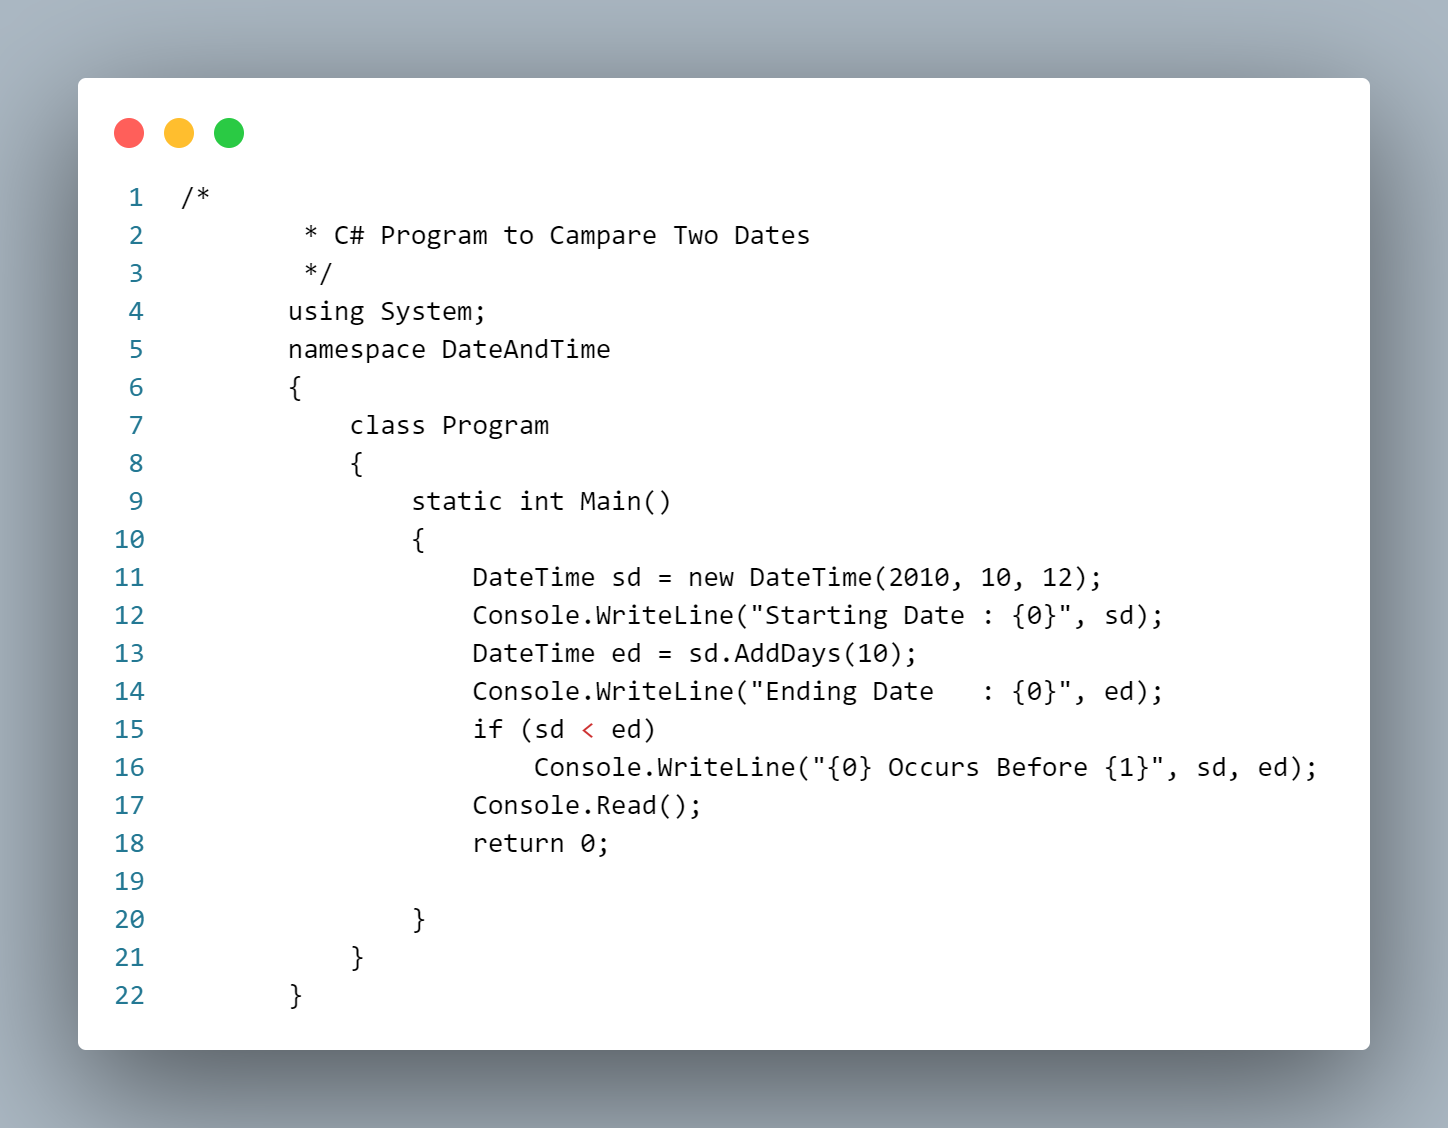 1 /*
2         * C# Program to Campare Two Dates
3         */
4        using System;
5        namespace DateAndTime
6        {
7            class Program
8            {
9                static int Main()
10                {
11                    DateTime sd = new DateTime(2010, 10, 12);
12                    Console.WriteLine("Starting Date : {0}", sd);
13                    DateTime ed = sd.AddDays(10);
14                    Console.WriteLine("Ending Date   : {0}", ed);
15                    if (sd < ed)
16                        Console.WriteLine("{0} Occurs Before {1}", sd, ed);
17                    Console.Read();
18                    return 0;
19
20                }
21            }
22        }